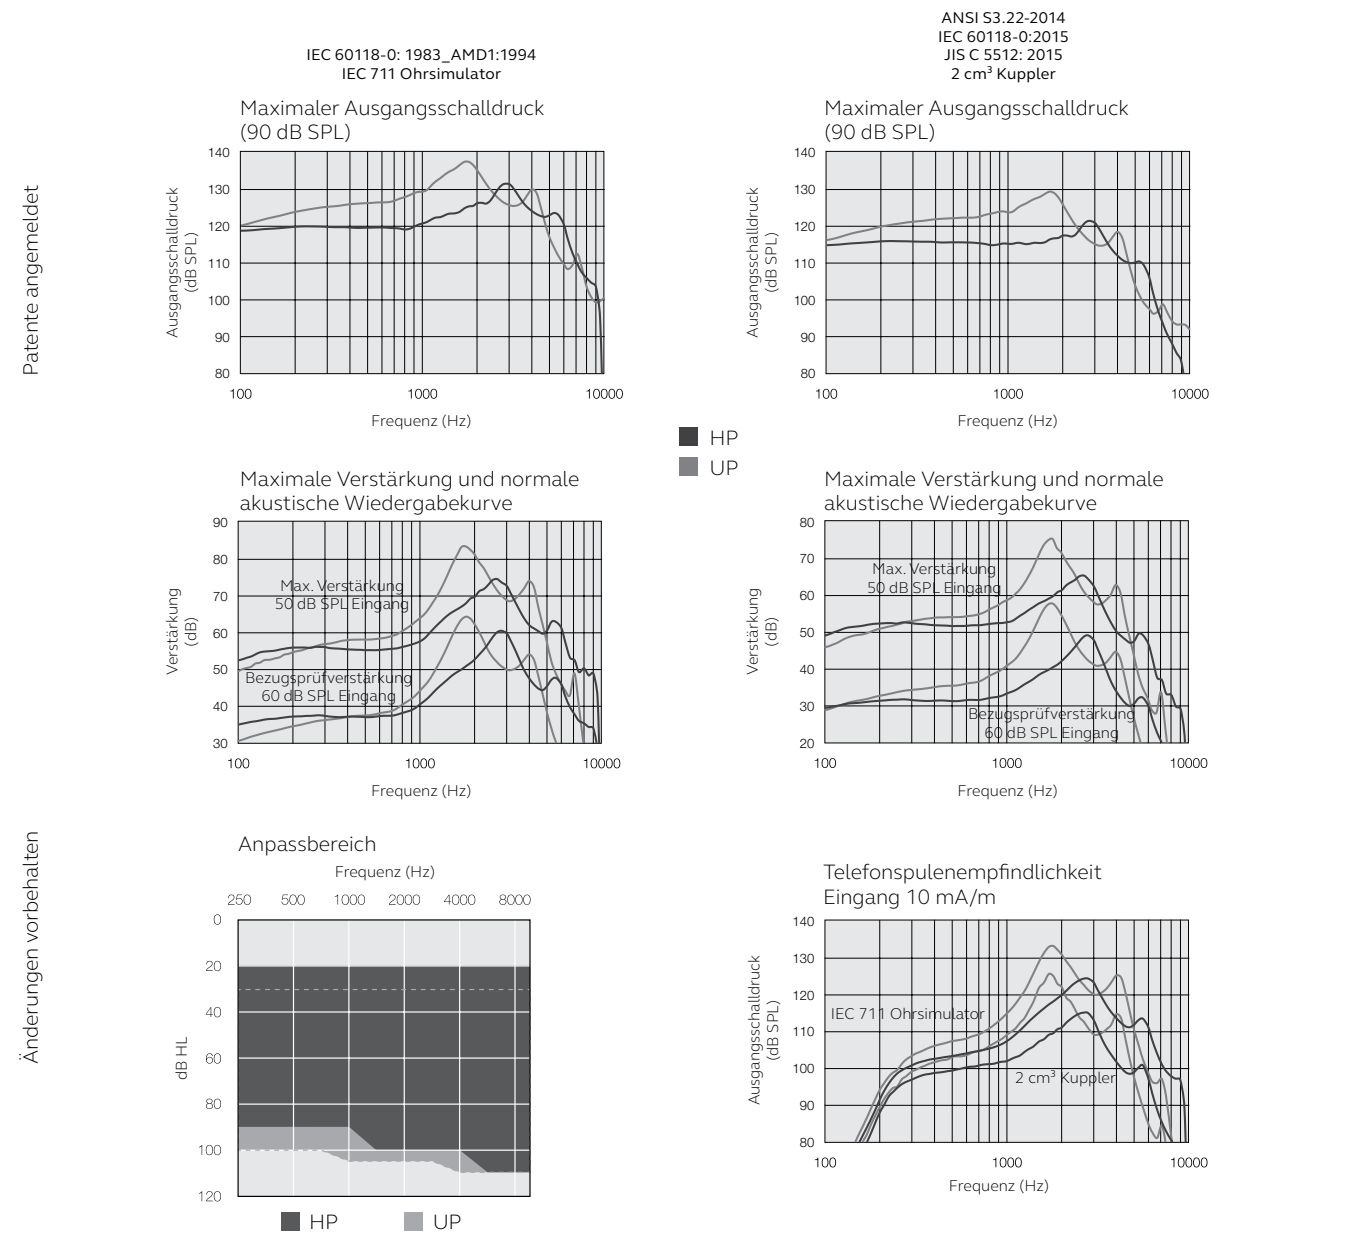 IEC 60118-0: 1983_AMD1:1994
IEC 711 Ohrsimulator
ANSI S3.22-2014
IEC 60118-0:2015
JIS C 5512: 2015
2 cm³ Kuppler
Patente angemeldet
Änderungen vorbehalten
Maximaler Ausgangsschalldruck
(90 dB SPL)
Ausgangsschalldruck
(dB SPL)
140
130
120
110
100
90
80
100 1000 10000
Frequenz (Hz)
Maximaler Ausgangsschalldruck
(90 dB SPL)
Ausgangsschalldruck
(dB SPL)
140
130
120
110
100
90
80
100 1000 10000
Frequenz (Hz)
HP
UP
Maximale Verstärkung und normale
akustische Wiedergabekurve
Verstärkung
(dB)
90
80
70
60
50
40
30
Max. Verstärkung
50 dB SPL Eingang
Bezugsprüfverstärkung
60 dB SPL Eingang
100 1000 10000
Frequenz (Hz)
Maximale Verstärkung und normale
akustische Wiedergabekurve
Verstärkung
(dB)
80
70
60
50
40
30
20
Max. Verstärkung
50 dB SPL Eingang
Bezugsprüfverstärkung
60 dB SPL Eingang
100 1000 10000
Frequenz (Hz)
Anpassbereich
Frequenz (Hz)
250 500 1000 2000 4000 8000
dB HL
0
20
40
60
80
100
120
HP UP
Telefonspulenempfindlichkeit
Eingang 10 mA/m
Ausgangsschalldruck
(dB SPL)
140
130
120
110
100
90
80
IEC 711 Ohrsimulator
2 cm³ Kuppler
100 1000 10000
Frequenz (Hz)